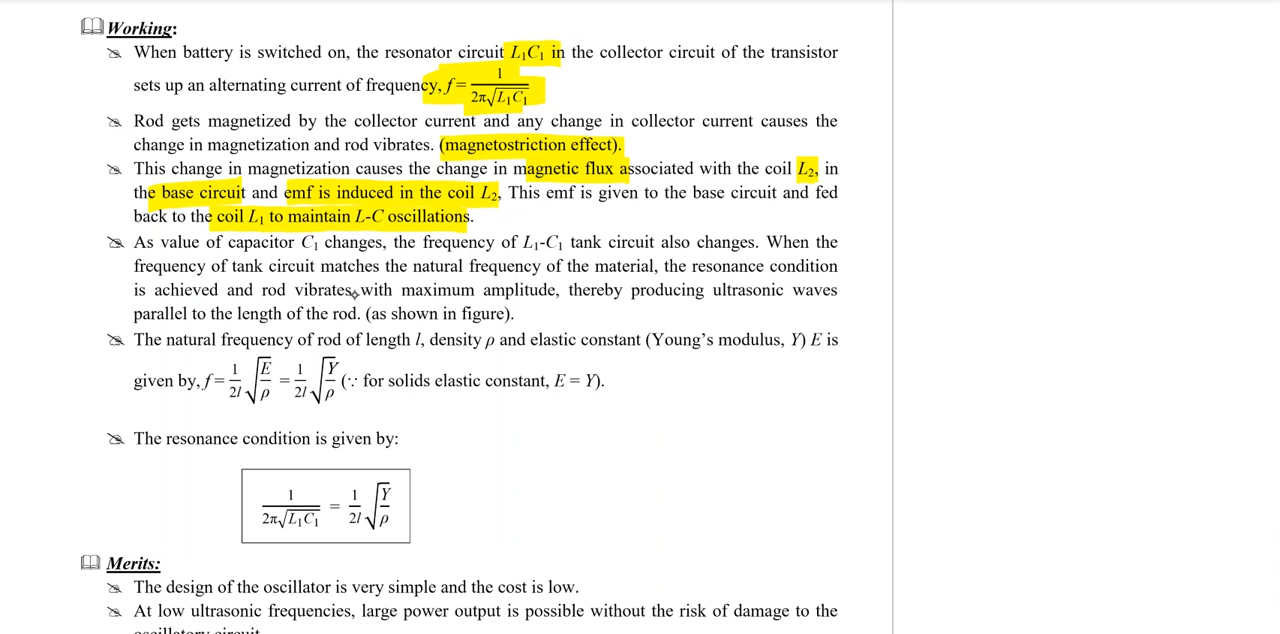 Working:
When battery is switched on, the resonator circuit L₁C₁ in the collector circuit of the transistor
sets up an alternating current of frequency, f = 1/(2π√(L₁C₁))
Rod gets magnetized by the collector current and any change in collector current causes the
change in magnetization and rod vibrates. (magnetostriction effect).
This change in magnetization causes the change in magnetic flux associated with the coil L₂, in
the base circuit and emf is induced in the coil L₂, This emf is given to the base circuit and fed
back to the coil L₁ to maintain L-C oscillations.
As value of capacitor C₁ changes, the frequency of L₁-C₁ tank circuit also changes. When the
frequency of tank circuit matches the natural frequency of the material, the resonance condition
is achieved and rod vibrates with maximum amplitude, thereby producing ultrasonic waves
parallel to the length of the rod. (as shown in figure).
The natural frequency of rod of length l, density ρ and elastic constant (Young's modulus, Y) E is
given by, f = 1/2l √(E/ρ) = 1/2l √(Y/ρ) (∵ for solids elastic constant, E = Y).
The resonance condition is given by:
1/(2π√(L₁C₁)) = 1/2l √(Y/ρ)
Merits:
The design of the oscillator is very simple and the cost is low.
At low ultrasonic frequencies, large power output is possible without the risk of damage to the
oscillatory circuit